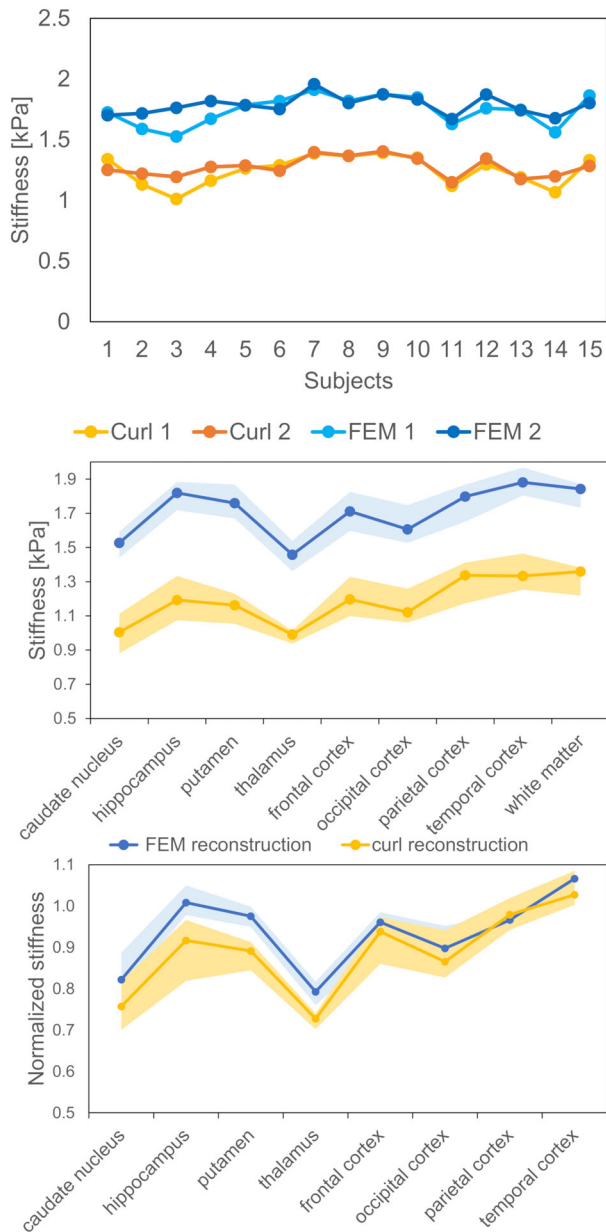 2.5
2
1.5
1
0.5
0
Stiffness [kPa]
1 2 3 4 5 6 7 8 9 10 11 12 13 14 15
Subjects
Curl 1 Curl 2 FEM 1 FEM 2
1.9
1.7
1.5
1.3
1.1
0.9
0.7
0.5
Stiffness [kPa]
caudate nucleus
hippocampus
putamen
thalamus
frontal cortex
occipital cortex
parietal cortex
temporal cortex
white matter
FEM reconstruction curl reconstruction
1.1
1.0
0.9
0.8
0.7
0.6
0.5
Normalized stiffness
caudate nucleus
hippocampus
putamen
thalamus
frontal cortex
occipital cortex
parietal cortex
temporal cortex